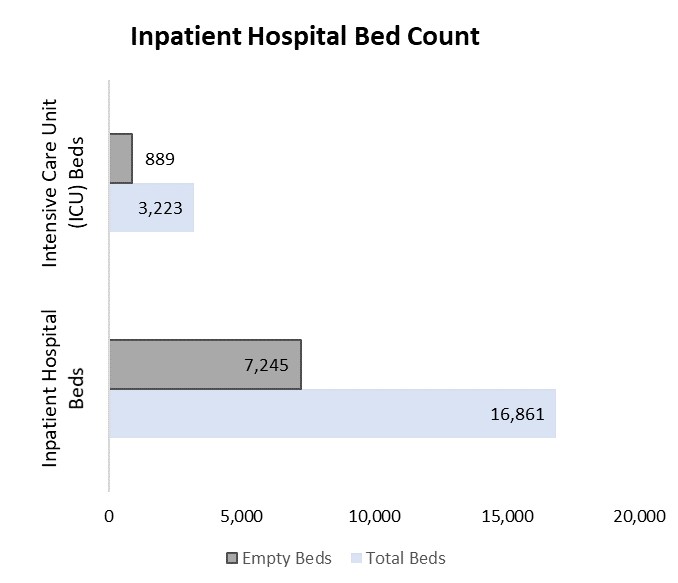 Inpatient Hospital Bed Count
Intensive Care Unit
(ICU) Beds
889
3,223
Inpatient Hospital
Beds
7,245
16,861
0 5,000 10,000 15,000 20,000
Empty Beds Total Beds